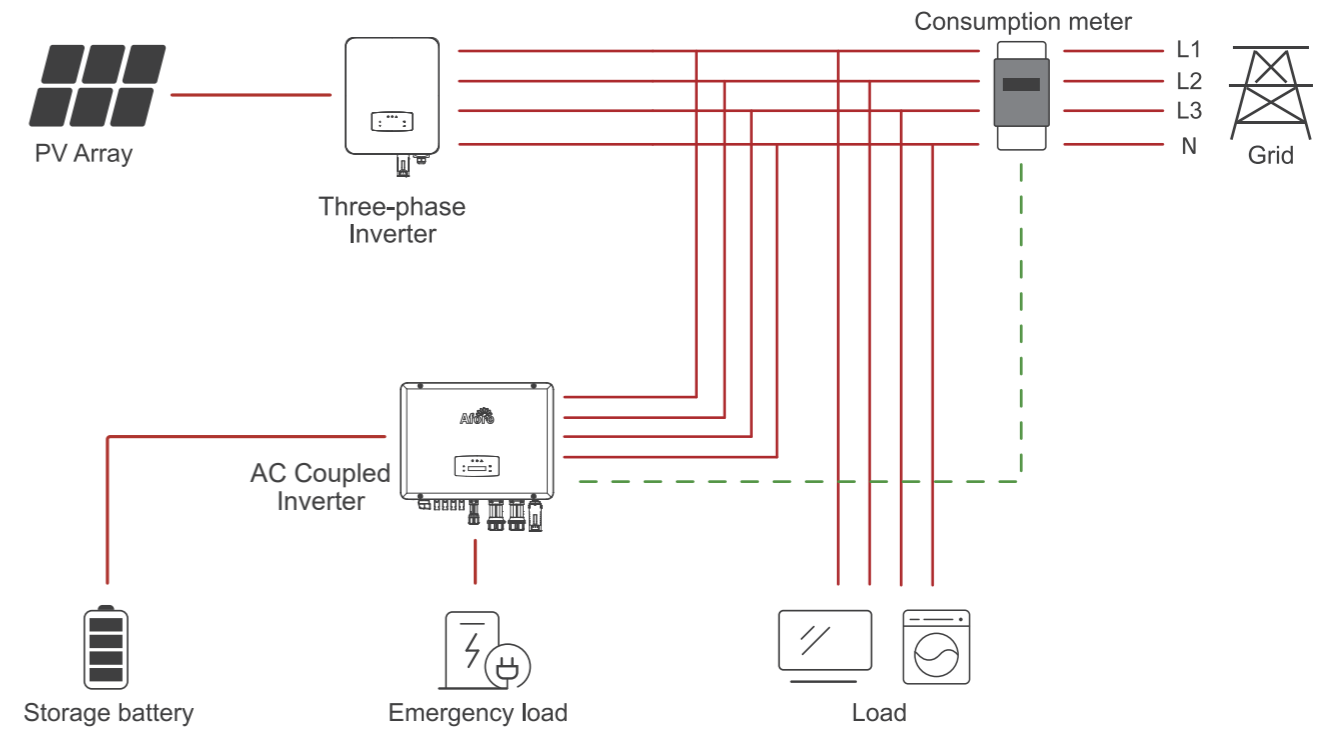 Consumption meter
L1
L2
L3
N
PV Array
Grid
Three-phase
Inverter
Afore
AC Coupled
Inverter
Storage battery
Emergency load
Load